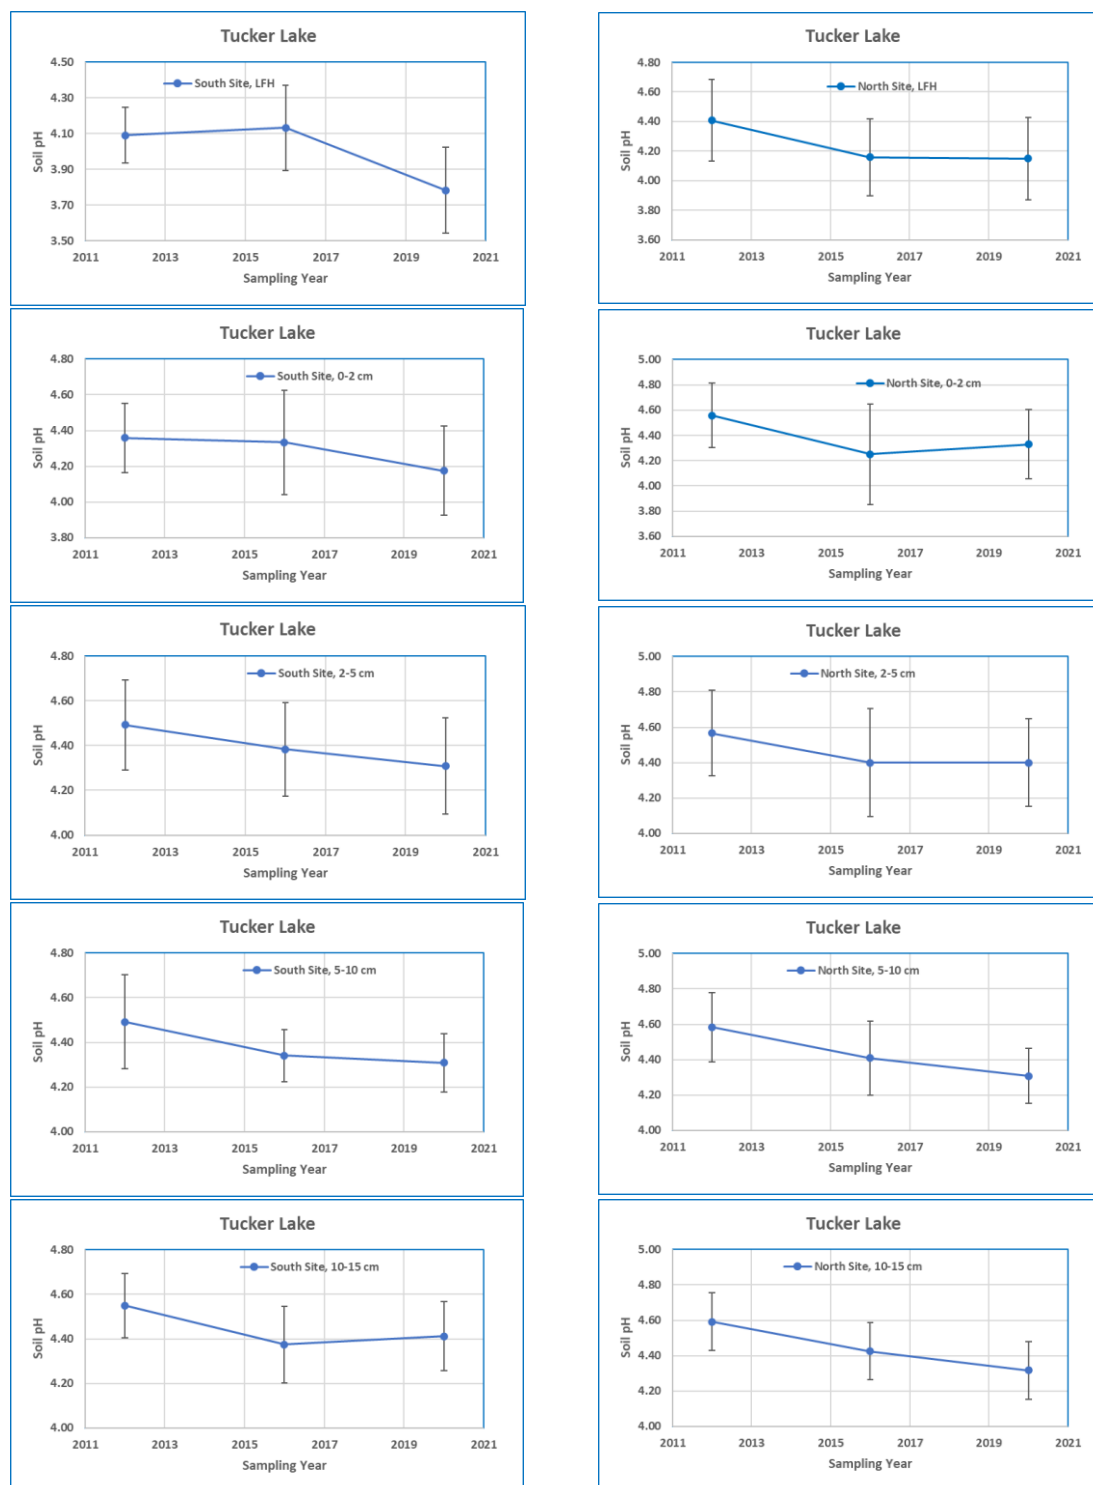 Tucker Lake
4.50
South Site, LFH
4.30
4.10
3.90
3.70
3.50
Soil pH
2011 2013 2015 2017 2019 2021
Sampling Year
Tucker Lake
4.80
North Site, LFH
4.60
4.40
4.20
4.00
3.80
3.60
Soil pH
2011 2013 2015 2017 2019 2021
Sampling Year
Tucker Lake
4.80
South Site, 0-2 cm
4.60
4.40
4.20
4.00
3.80
Soil pH
2011 2013 2015 2017 2019 2021
Sampling Year
Tucker Lake
5.00
North Site, 0-2 cm
4.80
4.60
4.40
4.20
4.00
3.80
3.60
Soil pH
2011 2013 2015 2017 2019 2021
Sampling Year
Tucker Lake
4.80
South Site, 2-5 cm
4.60
4.40
4.20
4.00
Soil pH
2011 2013 2015 2017 2019 2021
Sampling Year
Tucker Lake
5.00
North Site, 2-5 cm
4.80
4.60
4.40
4.20
4.00
Soil pH
2011 2013 2015 2017 2019 2021
Sampling Year
Tucker Lake
4.80
South Site, 5-10 cm
4.60
4.40
4.20
4.00
Soil pH
2011 2013 2015 2017 2019 2021
Sampling Year
Tucker Lake
5.00
North Site, 5-10 cm
4.80
4.60
4.40
4.20
4.00
Soil pH
2011 2013 2015 2017 2019 2021
Sampling Year
Tucker Lake
4.80
South Site, 10-15 cm
4.60
4.40
4.20
4.00
Soil pH
2011 2013 2015 2017 2019 2021
Sampling Year
Tucker Lake
5.00
North Site, 10-15 cm
4.80
4.60
4.40
4.20
4.00
Soil pH
2011 2013 2015 2017 2019 2021
Sampling Year